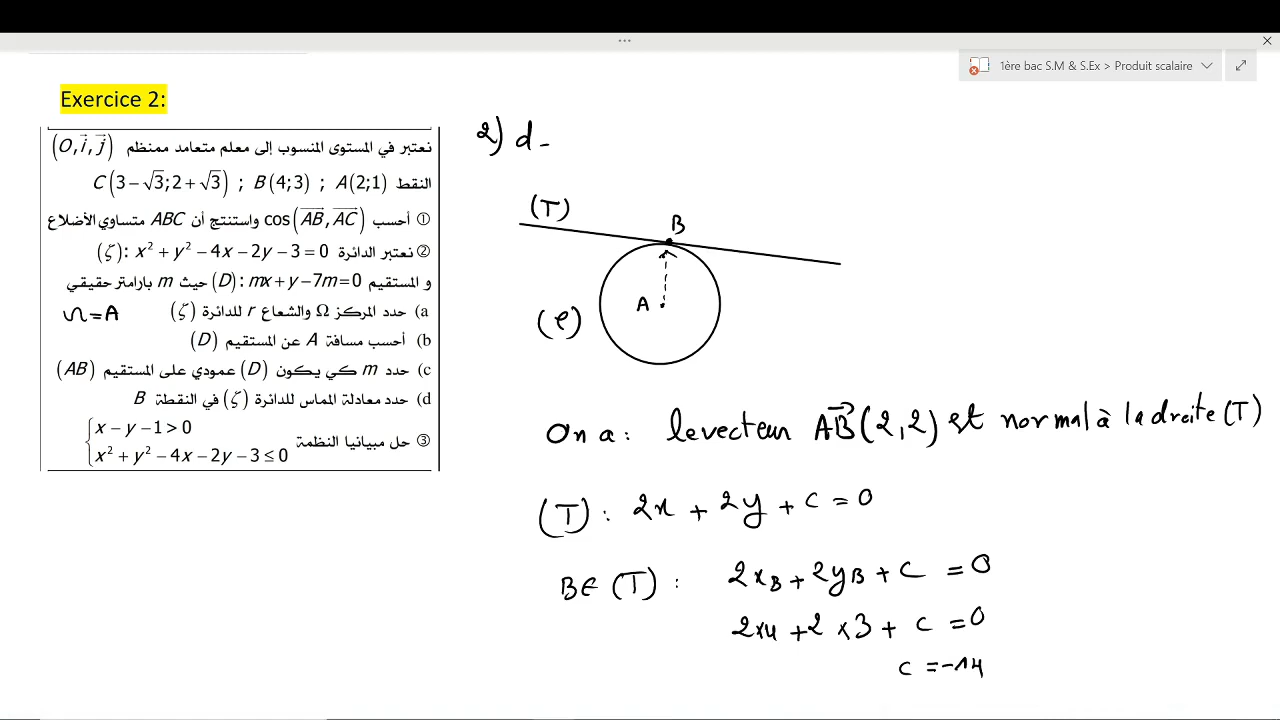 1ère bac S.M & S.Ex > Produit scalaire
Exercice 2:
نعتبر في المستوى المنسوب إلى معلم متعامد ممنظم (O, i⃗, j⃗)
النقط A(2;1) ; B(4;3) ; C(3-√3;2+√3)
① أحسب cos(AB⃗, AC⃗) واستنتج أن ABC متساوي الأضلاع
② نعتبر الدائرة (ζ): x² + y² - 4x - 2y - 3 = 0
و المستقيم (D): mx + y - 7m = 0 حيث m بارامتر حقيقي
a) حدد المركز Ω والشعاع r للدائرة (ζ)
Ω = A
b) أحسب مسافة A عن المستقيم (D)
c) حدد m كي يكون (D) عمودي على المستقيم (AB)
d) حدد معادلة المماس للدائرة (ζ) في النقطة B
③ حل مبيانيا النظمة { x - y - 1 > 0
x² + y² - 4x - 2y - 3 ≤ 0
2) d -
(T)
B
A
(C)
On a : le vecteur AB⃗(2,2) est normal à la droite (T)
(T) : 2x + 2y + c = 0
B∈(T) : 2x_B + 2y_B + c = 0
2×4 + 2×3 + c = 0
c = -14